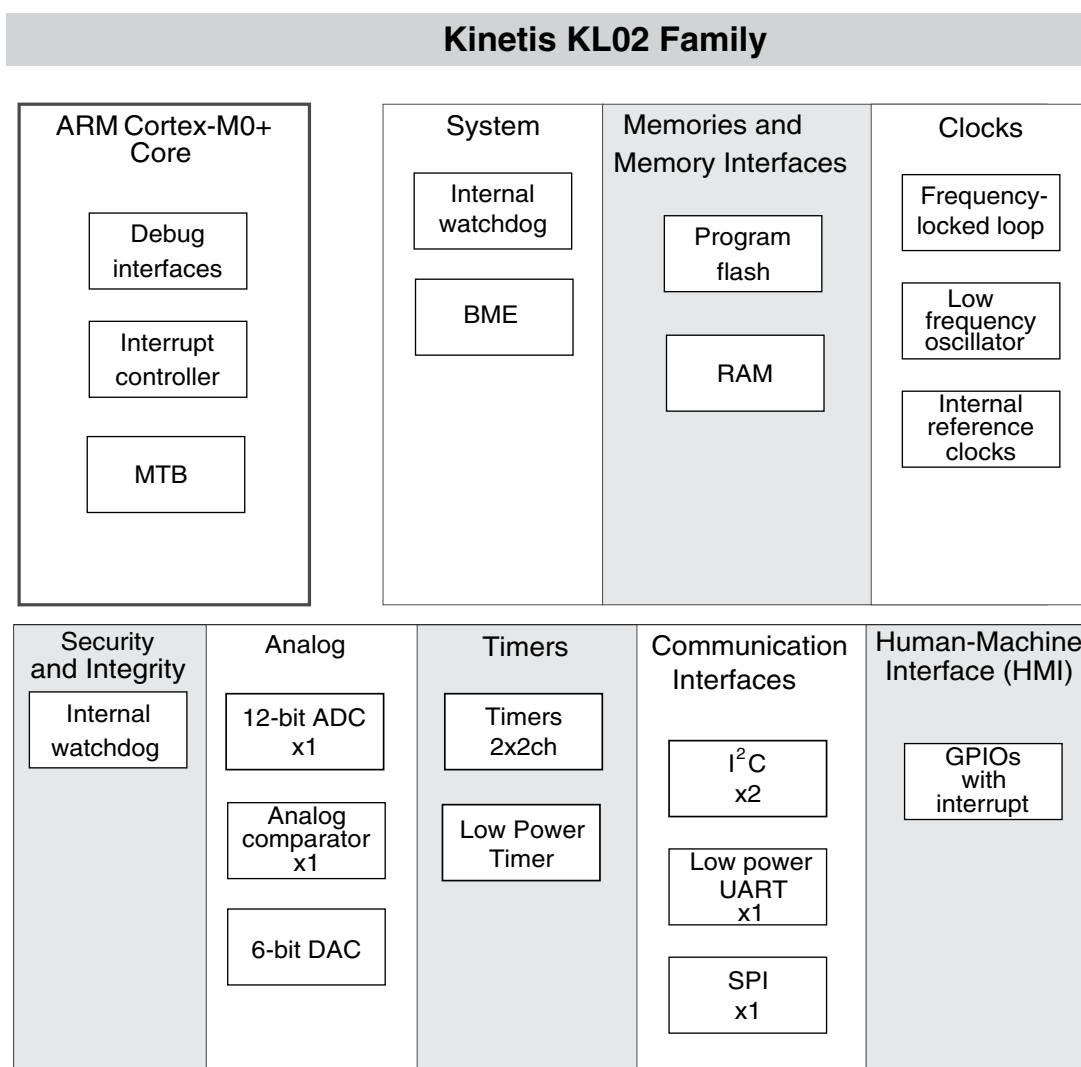 Kinetis KL02 Family
ARM Cortex-M0+
Core
Debug
interfaces
Interrupt
controller
MTB
System
Internal
watchdog
BME
Memories and
Memory Interfaces
Program
flash
RAM
Clocks
Frequency-
locked loop
Low
frequency
oscillator
Internal
reference
clocks
Security
and Integrity
Internal
watchdog
Analog
12-bit ADC
x1
Analog
comparator
x1
6-bit DAC
Timers
Timers
2x2ch
Low Power
Timer
Communication
Interfaces
I²C
x2
Low power
UART
x1
SPI
x1
Human-Machine
Interface (HMI)
GPIOs
with
interrupt